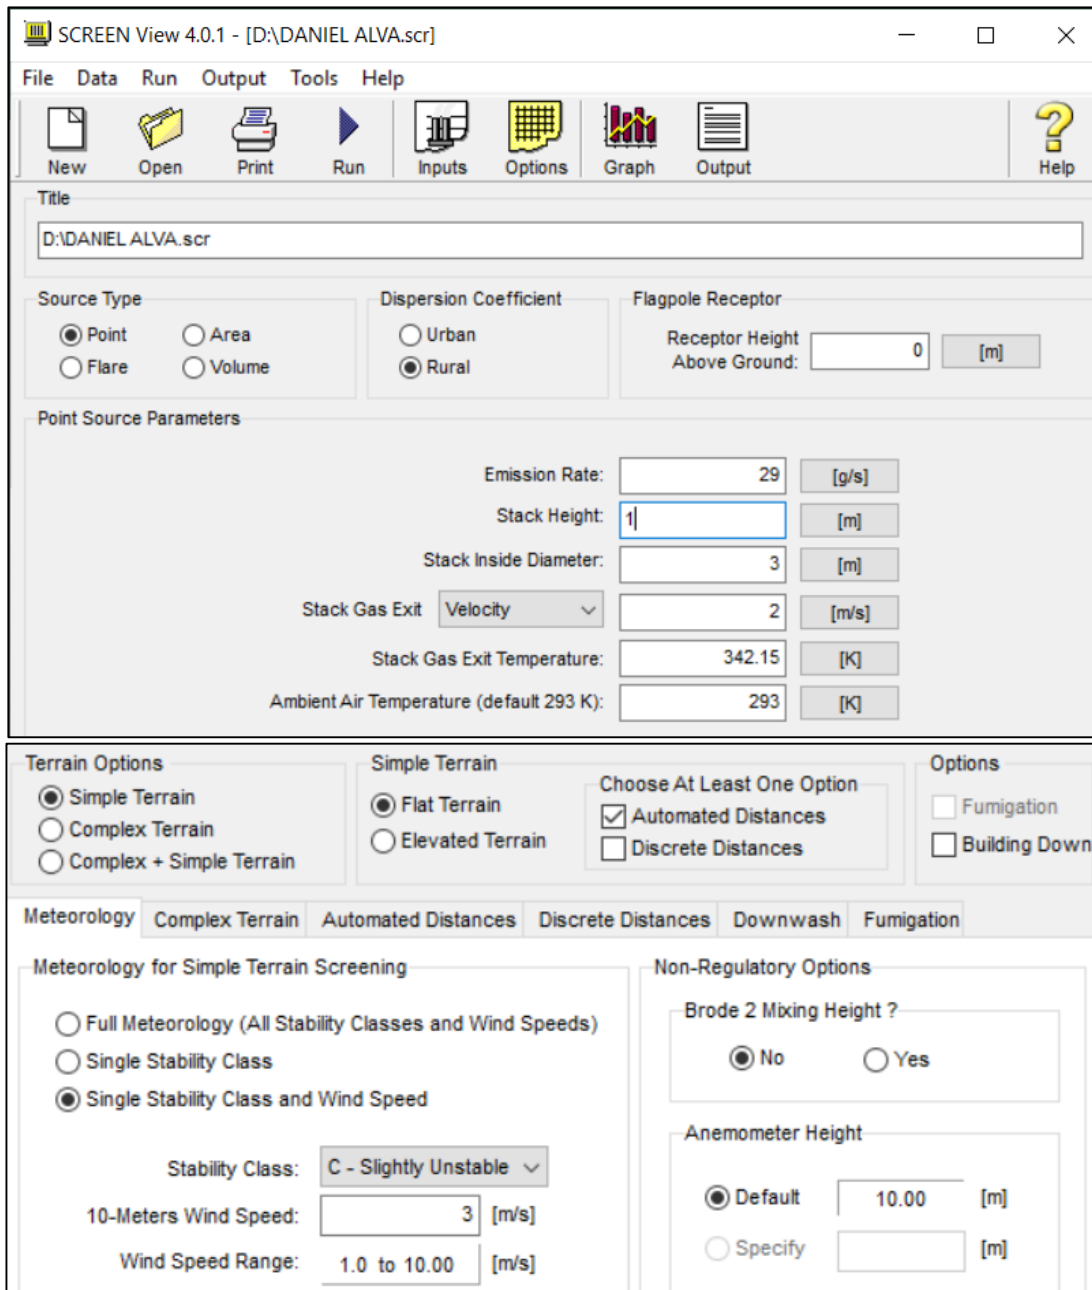 SCREEN View 4.0.1 - [D:\DANIEL ALVA.scr]
File Data Run Output Tools Help
New Open Print Run Inputs Options Graph Output Help
Title
D:\DANIEL ALVA.scr
Source Type Dispersion Coefficient Flagpole Receptor
Point Area Urban Receptor Height Above Ground: 0 [m]
Flare Volume Rural
Point Source Parameters
Emission Rate: 29 [g/s]
Stack Height: 1 [m]
Stack Inside Diameter: 3 [m]
Stack Gas Exit Velocity 2 [m/s]
Stack Gas Exit Temperature: 342.15 [K]
Ambient Air Temperature (default 293 K): 293 [K]
Terrain Options Simple Terrain Options
Choose At Least One Option
Simple Terrain Flat Terrain Automated Distances Fumigation
Complex Terrain Elevated Terrain Discrete Distances Building Down
Complex + Simple Terrain
Meteorology Complex Terrain Automated Distances Discrete Distances Downwash Fumigation
Meteorology for Simple Terrain Screening Non-Regulatory Options
Full Meteorology (All Stability Classes and Wind Speeds) Brode 2 Mixing Height ?
Single Stability Class No Yes
Single Stability Class and Wind Speed
Anemometer Height
Stability Class: C - Slightly Unstable Default 10.00 [m]
10-Meters Wind Speed: 3 [m/s]
Wind Speed Range: 1.0 to 10.00 [m/s] Specify [m]